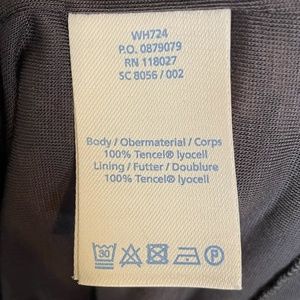 WH724
P.O. 0879079
RN 118027
SC 8056 / 002
Body / Obermaterial / Corps
100% Tencel® lyocell
Lining / Futter / Doublure
100% Tencel® lyocell
30 P